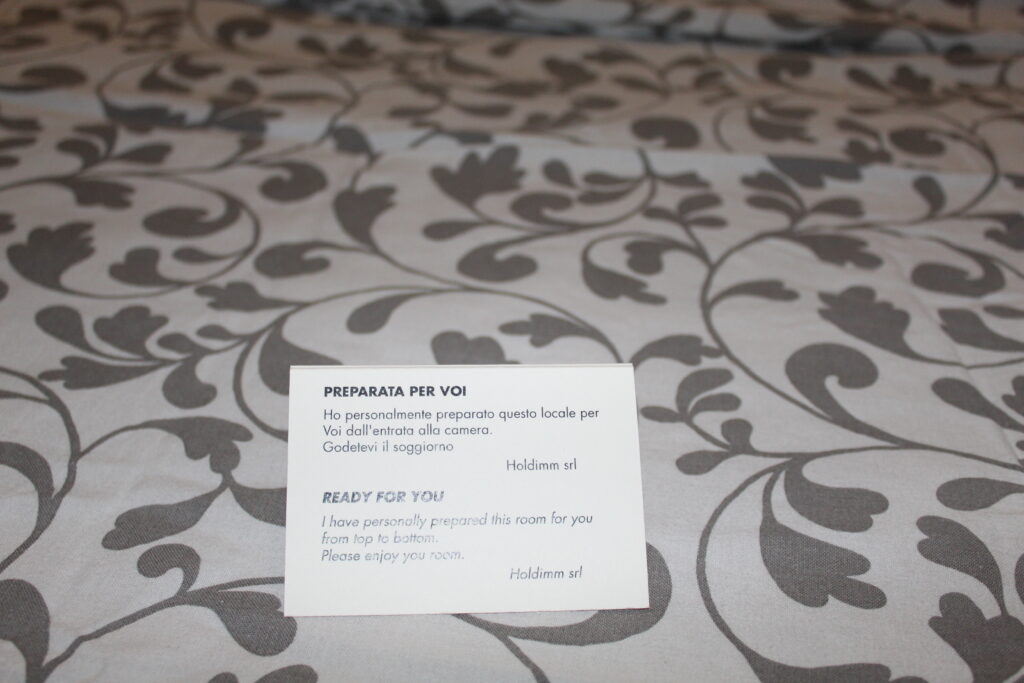 PREPARATA PER VOI
Ho personalmente preparato questo locale per
Voi dall'entrata alla camera.
Godetevi il soggiorno
Holdimm srl
READY FOR YOU
I have personally prepared this room for you
from top to bottom.
Please enjoy you room.
Holdimm srl